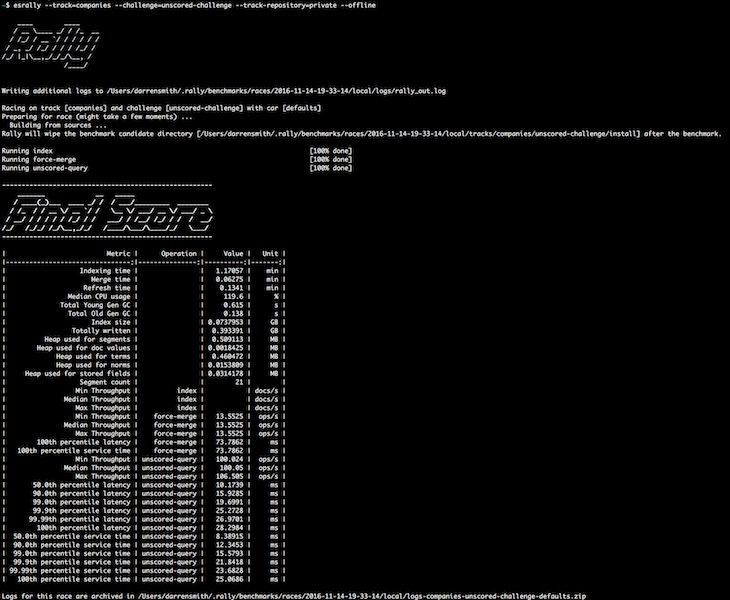 ~$ esrally --track=companies --challenge=unscored-challenge --track-repository=private --offline
Rally
Writing additional logs to /Users/darrensmith/.rally/benchmarks/races/2016-11-14-19-33-14/local/logs/rally_out.log
Racing on track [companies] and challenge [unscored-challenge] with car [defaults]
Preparing for race (might take a few moments) ...
Building from sources ...
Rally will wipe the benchmark candidate directory [/Users/darrensmith/.rally/benchmarks/races/2016-11-14-19-33-14/local/tracks/companies/unscored-challenge/install] after the benchmark.
Running index [100% done]
Running force-merge [100% done]
Running unscored-query [100% done]
------------------------------------------------------
Final Score
------------------------------------------------------
| Metric | Operation | Value | Unit |
|-------------------------------:|---------------:|----------:|-------:|
| Indexing time | | 1.17057 | min |
| Merge time | | 0.06275 | min |
| Refresh time | | 0.1341 | min |
| Median CPU usage | | 119.6 | % |
| Total Young Gen GC | | 0.615 | s |
| Total Old Gen GC | | 0.138 | s |
| Index size | | 0.0737953 | GB |
| Totally written | | 0.393391 | GB |
| Heap used for segments | | 0.509113 | MB |
| Heap used for doc values | | 0.0018425 | MB |
| Heap used for terms | | 0.460472 | MB |
| Heap used for norms | | 0.0153809 | MB |
| Heap used for stored fields | | 0.0314178 | MB |
| Segment count | | 21 | |
| Min Throughput | index | | docs/s |
| Median Throughput | index | | docs/s |
| Max Throughput | index | | docs/s |
| Min Throughput | force-merge | 13.5525 | ops/s |
| Median Throughput | force-merge | 13.5525 | ops/s |
| Max Throughput | force-merge | 13.5525 | ops/s |
| 100th percentile latency | force-merge | 73.7862 | ms |
| 100th percentile service time | force-merge | 73.7862 | ms |
| Min Throughput | unscored-query | 100.024 | ops/s |
| Median Throughput | unscored-query | 100.05 | ops/s |
| Max Throughput | unscored-query | 106.505 | ops/s |
| 50.0th percentile latency | unscored-query | 10.1739 | ms |
| 90.0th percentile latency | unscored-query | 15.9285 | ms |
| 99.0th percentile latency | unscored-query | 19.6991 | ms |
| 99.9th percentile latency | unscored-query | 25.2728 | ms |
| 99.99th percentile latency | unscored-query | 26.9701 | ms |
| 100th percentile latency | unscored-query | 28.2984 | ms |
| 50.0th percentile service time | unscored-query | 8.38915 | ms |
| 90.0th percentile service time | unscored-query | 12.3453 | ms |
| 99.0th percentile service time | unscored-query | 15.5793 | ms |
| 99.9th percentile service time | unscored-query | 21.8418 | ms |
| 99.99th percentile service time | unscored-query | 23.6828 | ms |
| 100th percentile service time | unscored-query | 25.0686 | ms |
Logs for this race are archived in /Users/darrensmith/.rally/benchmarks/races/2016-11-14-19-33-14/local/logs-companies-unscored-challenge-defaults.zip